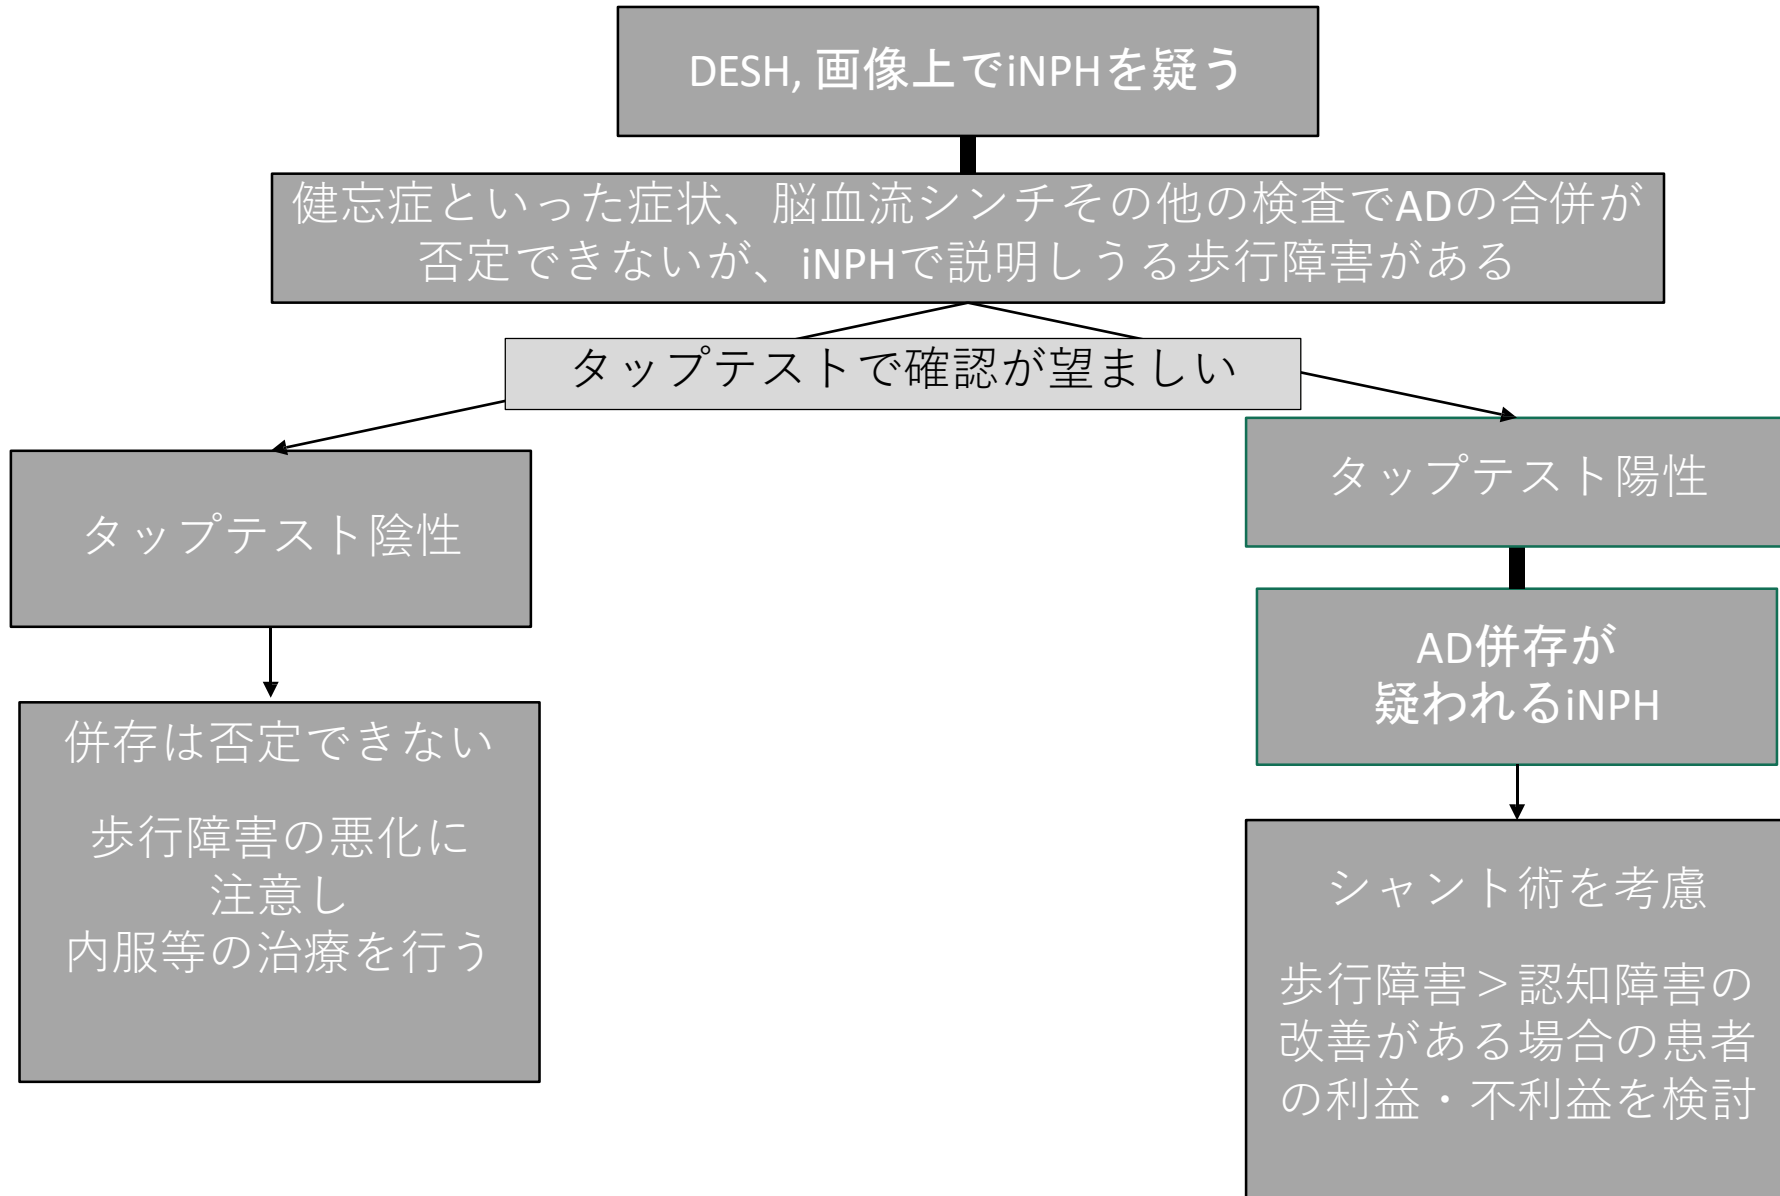 DESH, 画像上でiNPHを疑う
健忘症といった症状、脳血流シンチその他の検査でADの合併が
否定できないが、iNPHで説明しうる歩行障害がある
タップテストで確認が望ましい
タップテスト陰性
併存は否定できない
歩行障害の悪化に
注意し
内服等の治療を行う
タップテスト陽性
AD併存が
疑われるiNPH
シャント術を考慮
歩行障害＞認知障害の
改善がある場合の患者
の利益・不利益を検討